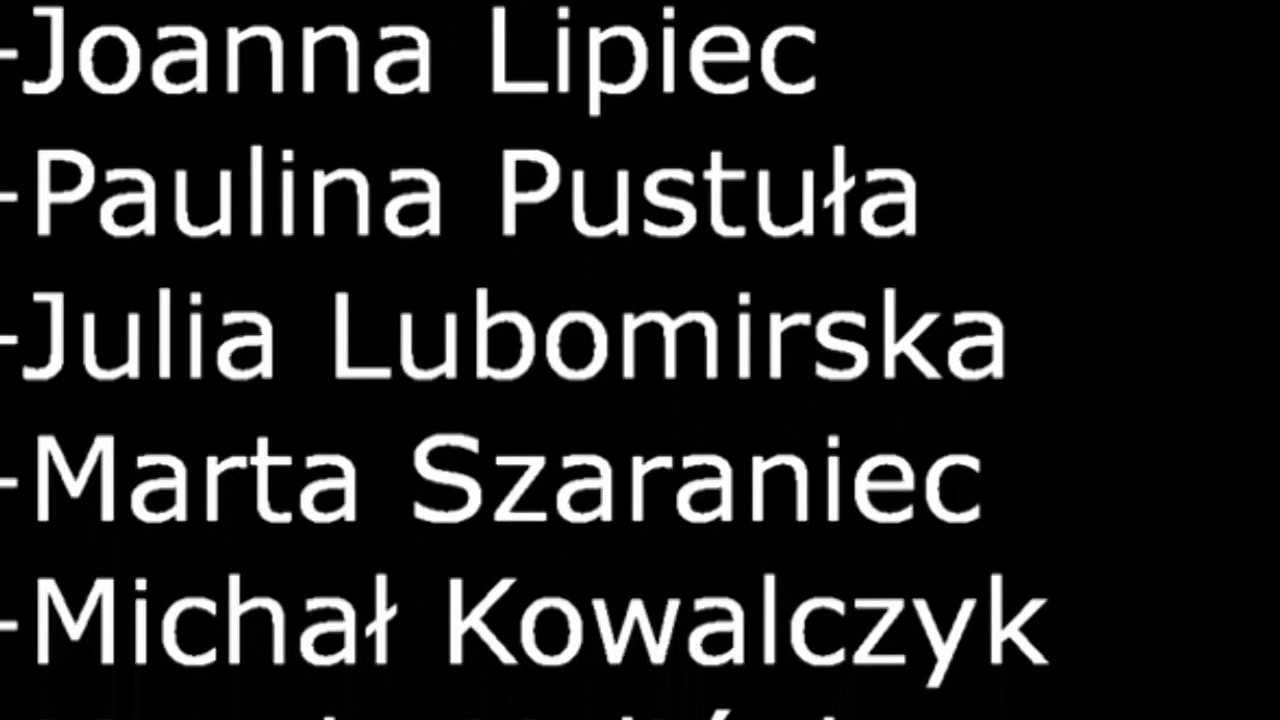 -Joanna Lipiec
-Paulina Pustuła
-Julia Lubomirska
-Marta Szaraniec
-Michał Kowalczyk